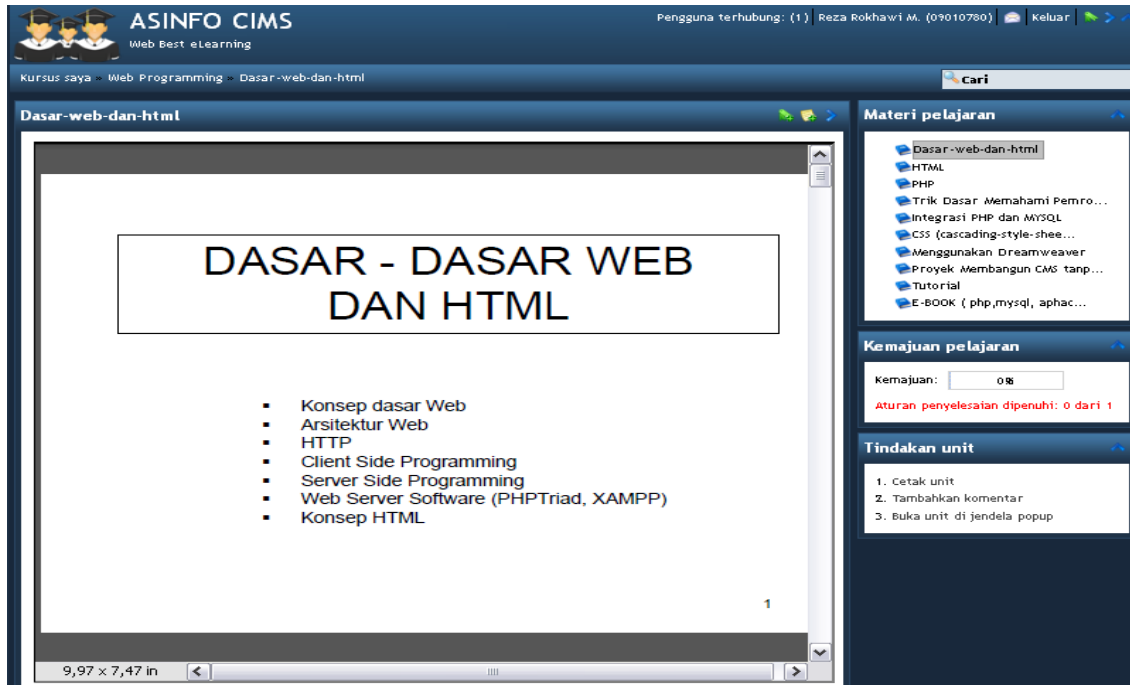 ASINFO CIMS
Web Best eLearning
Pengguna terhubung: (1) Reza Rokhawi M. (09010780) Keluar
Kursus saya » Web Programming » Dasar-web-dan-html
Cari
Dasar-web-dan-html
DASAR - DASAR WEB
DAN HTML
▪ Konsep dasar Web
▪ Arsitektur Web
▪ HTTP
▪ Client Side Programming
▪ Server Side Programming
▪ Web Server Software (PHPTriad, XAMPP)
▪ Konsep HTML
1
9,97 x 7,47 in
Materi pelajaran
Dasar-web-dan-html
HTML
PHP
Trik Dasar Memahami Pemro...
Integrasi PHP dan MYSQL
CSS (cascading-style-shee...
Menggunakan Dreamweaver
Proyek Membangun CMS tanp...
Tutorial
E-BOOK ( php,mysql, aphac...
Kemajuan pelajaran
Kemajuan: 0%
Aturan penyelesaian dipenuhi: 0 dari 1
Tindakan unit
1. Cetak unit
2. Tambahkan komentar
3. Buka unit di jendela popup